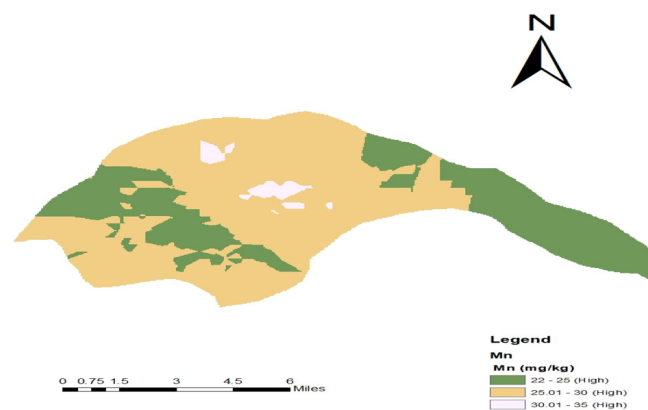 N
0 0.75 1.5 3 4.5 6
Miles
Legend
Mn
Mn (mg/kg)
22 - 25 (High)
25.01 - 30 (High)
30.01 - 35 (High)